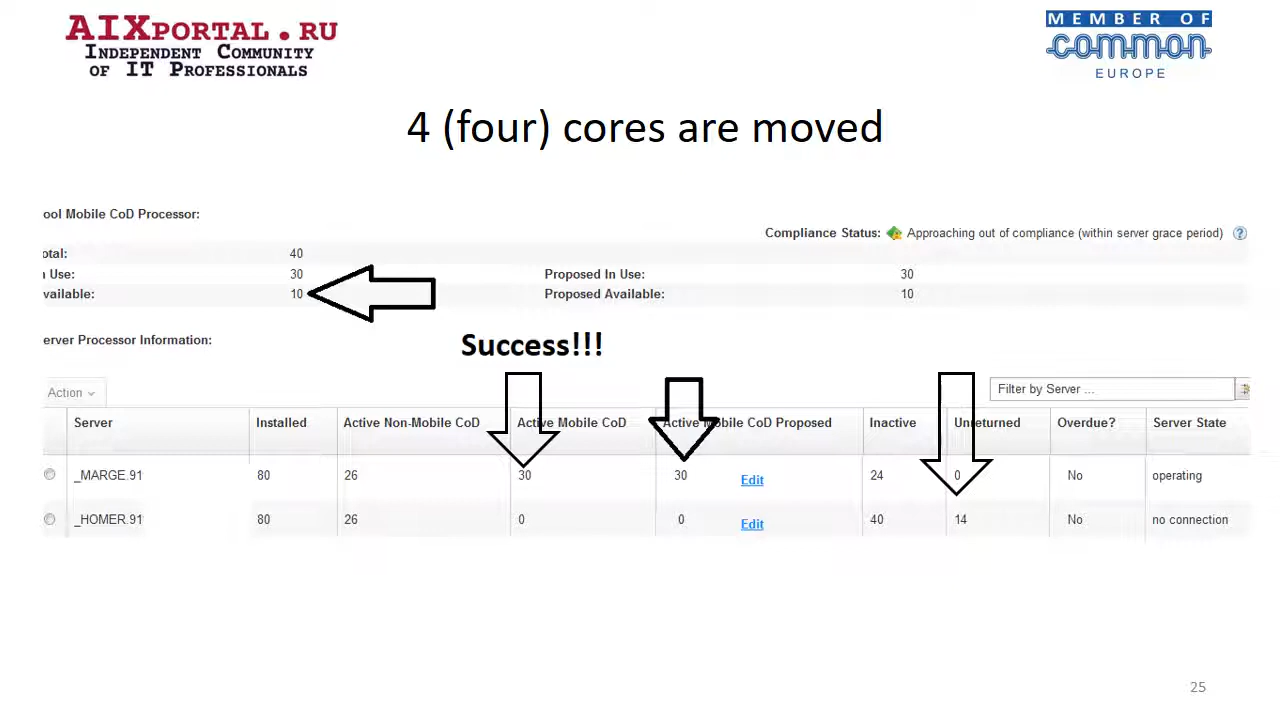 AIXPORTAL.RU
INDEPENDENT COMMUNITY
OF IT PROFESSIONALS
MEMBER OF
common
EUROPE
4 (four) cores are moved
ool Mobile CoD Processor:
Compliance Status: Approaching out of compliance (within server grace period) ?
otal: 40
n Use: 30 Proposed In Use: 30
vailable: 10 Proposed Available: 10
erver Processor Information:
Success!!!
Action Filter by Server ...
Server Installed Active Non-Mobile CoD Active Mobile CoD Active Mobile CoD Proposed Inactive Unreturned Overdue? Server State
_MARGE.91 80 26 30 30 Edit 24 0 No operating
_HOMER.91 80 26 0 0 Edit 40 14 No no connection
25